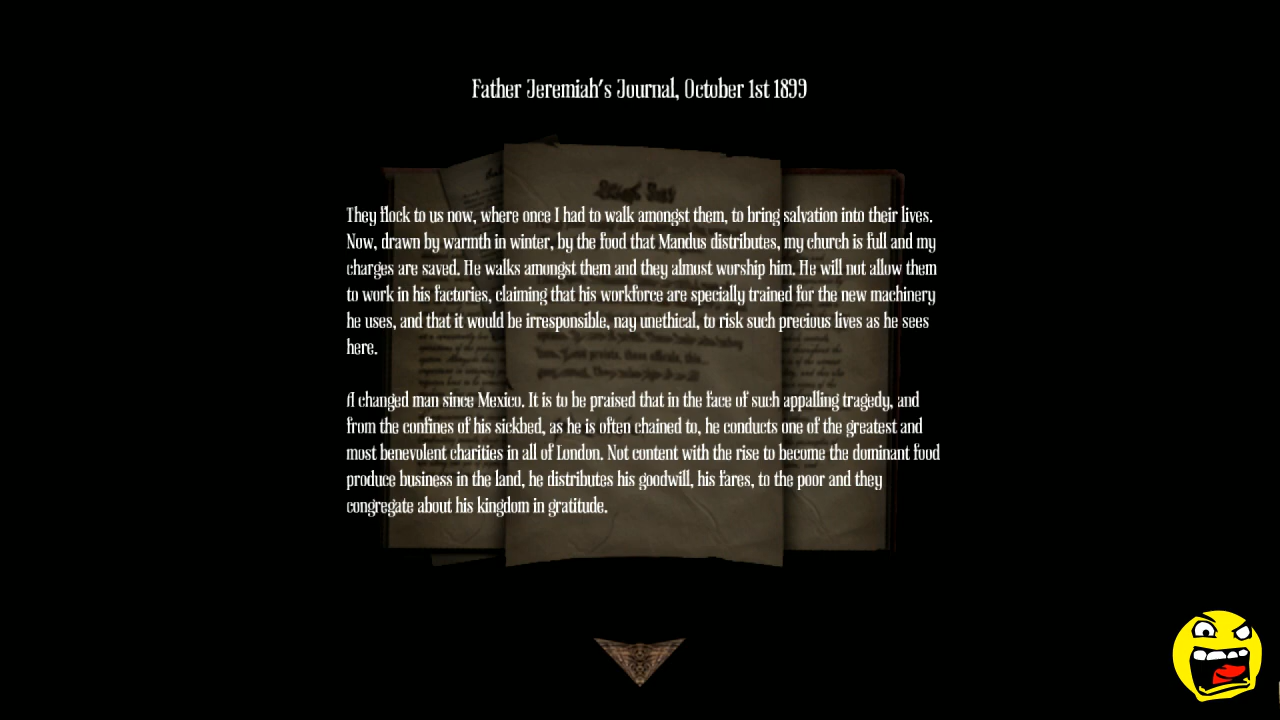 Father Jeremiah's Journal, October 1st 1899
They flock to us now, where once I had to walk amongst them, to bring salvation into their lives.
Now, drawn by warmth in winter, by the food that Mandus distributes, my church is full and my
charges are saved. He walks amongst them and they almost worship him. He will not allow them
to work in his factories, claiming that his workforce are specially trained for the new machinery
he uses, and that it would be irresponsible, nay unethical, to risk such precious lives as he sees
here.
A changed man since Mexico. It is to be praised that in the face of such appalling tragedy, and
from the confines of his sickbed, as he is often chained to, he conducts one of the greatest and
most benevolent charities in all of London. Not content with the rise to become the dominant food
produce business in the land, he distributes his goodwill, his fares, to the poor and they
congregate about his kingdom in gratitude.